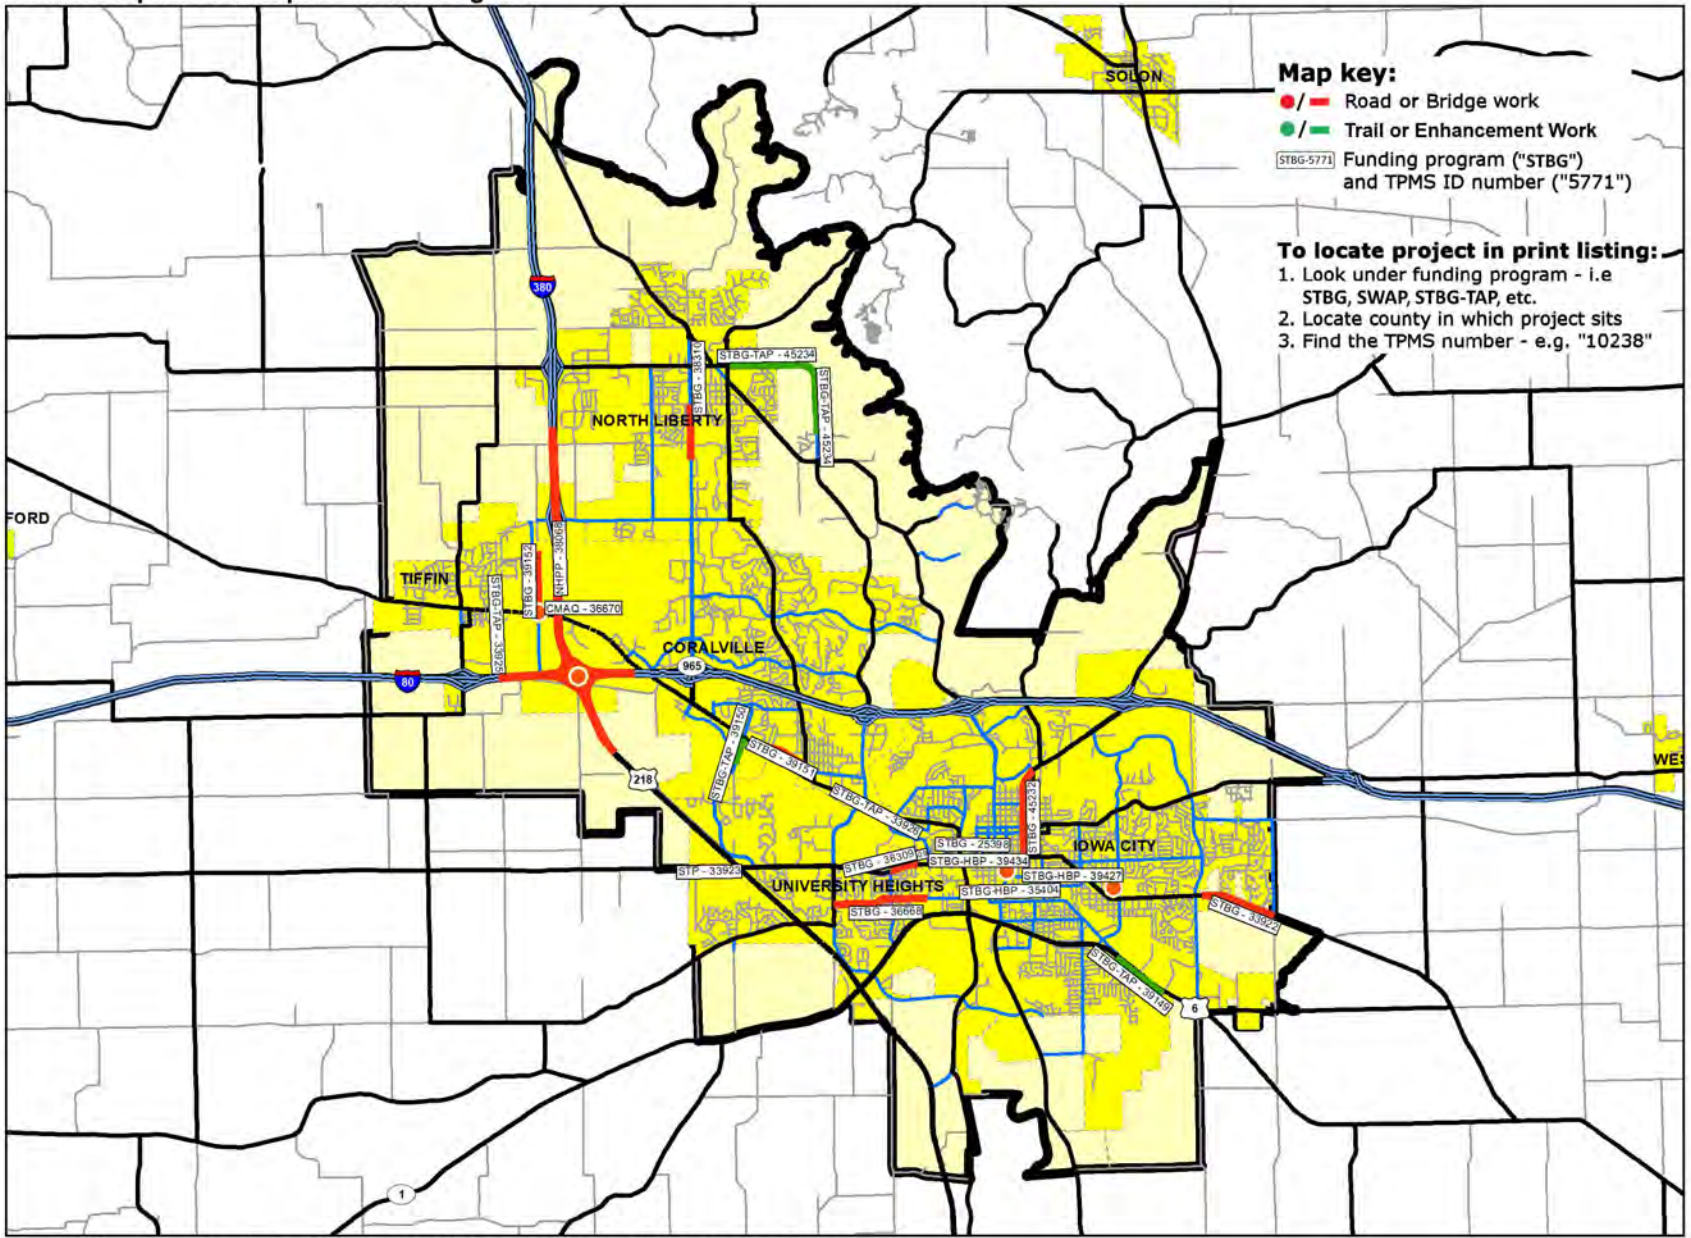 SOLON
Map key:
Road or Bridge work
Trail or Enhancement Work
STBG-5771
Funding program ("STBG")
and TPMS ID number ("5771")
To locate project in print listing:
1. Look under funding program - i.e
STBG, SWAP, STBG-TAP, etc.
2. Locate county in which project sits
3. Find the TPMS number - e.g. "10238"
380
STBG - 38310
STBG-TAP - 45234
STBG-TAP - 45234
NORTH LIBERTY
FORD
TIFFIN
STBG-TAP - 33925
STBG - 39152
NHPP - 38068
CMAQ - 36670
CORALVILLE
965
80
218
STBG-TAP - 39150
STBG - 39151
STBG-TAP - 33926
WES
STBG - 45232
IOWA CITY
STBG - 25398
STBG - 36309
STBG-HBP - 39434
STP - 33923
UNIVERSITY HEIGHTS
STBG-HBP - 39427
STBG-HBP - 35404
STBG - 36668
STBG - 33922
STBG-TAP - 39149
6
1